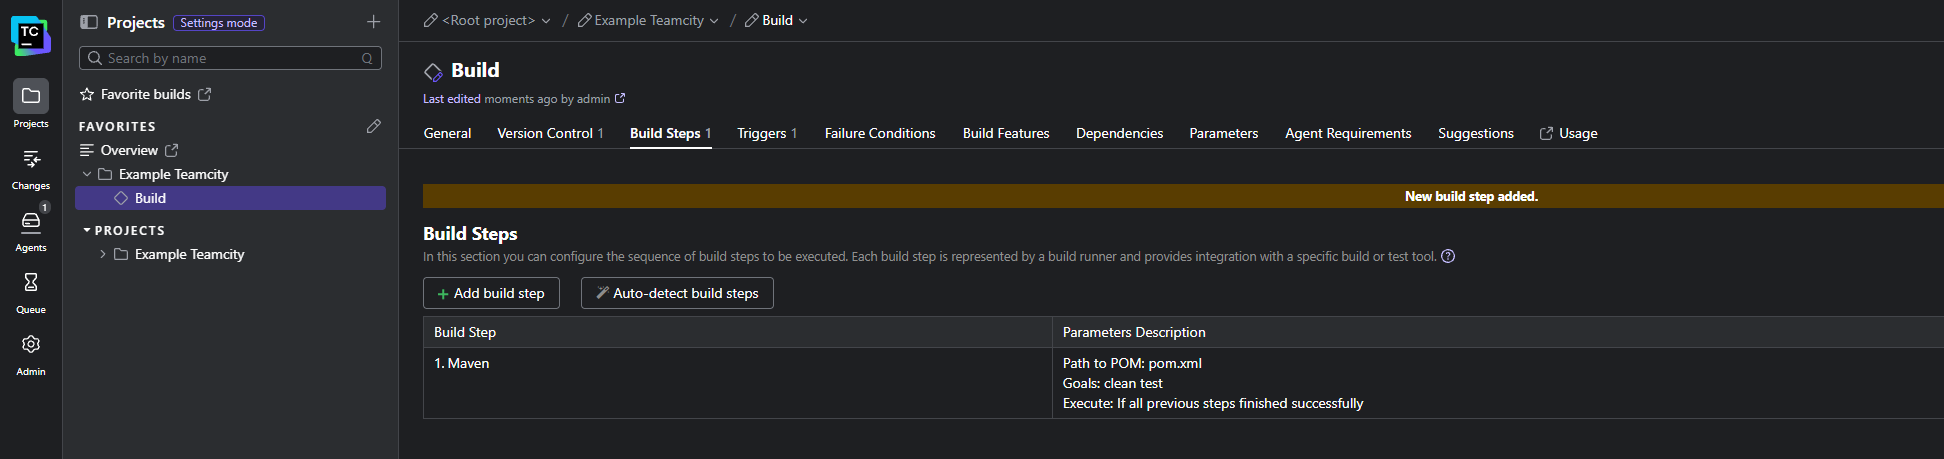 TC
Projects
Changes
1
Agents
Queue
Admin
Projects Settings mode
Search by name Q
Favorite builds
FAVORITES
Overview
Example Teamcity
Build
PROJECTS
Example Teamcity
<Root project> / Example Teamcity / Build
Build
Last edited moments ago by admin
General Version Control 1 Build Steps 1 Triggers 1 Failure Conditions Build Features Dependencies Parameters Agent Requirements Suggestions Usage
New build step added.
Build Steps
In this section you can configure the sequence of build steps to be executed. Each build step is represented by a build runner and provides integration with a specific build or test tool. ?
+ Add build step Auto-detect build steps
Build Step Parameters Description
1. Maven Path to POM: pom.xml
Goals: clean test
Execute: If all previous steps finished successfully